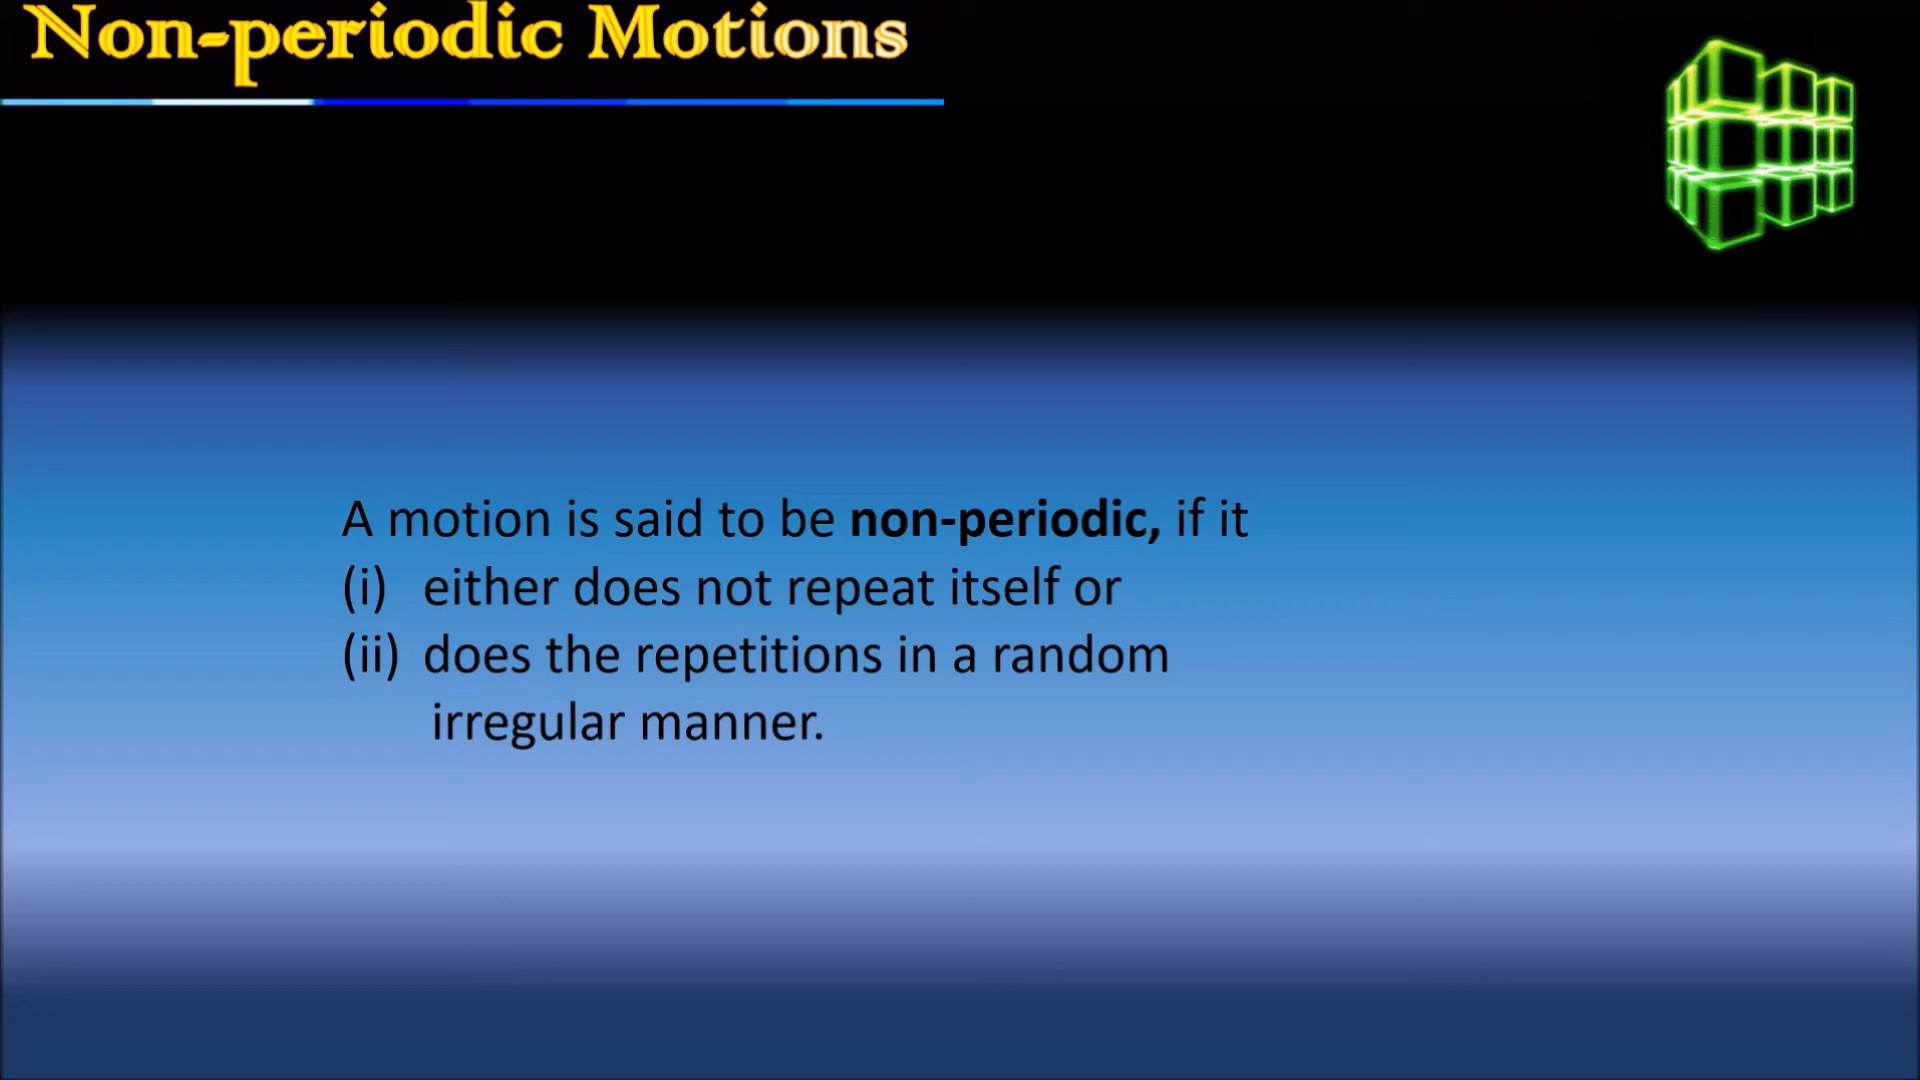 Non-periodic Motions
A motion is said to be non-periodic, if it
(i) either does not repeat itself or
(ii) does the repetitions in a random
irregular manner.